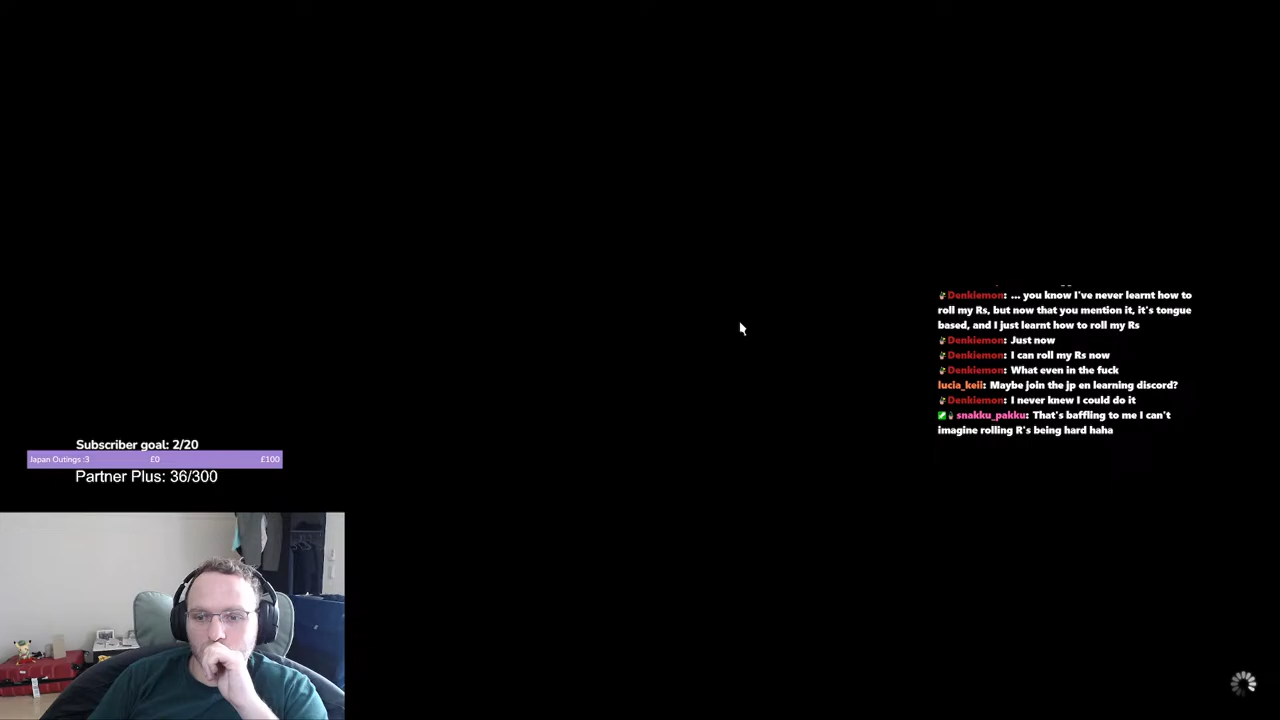 Denkiemon: ... you know I've never learnt how to
roll my Rs, but now that you mention it, it's tongue
based, and I just learnt how to roll my Rs
Denkiemon: Just now
Denkiemon: I can roll my Rs now
Denkiemon: What even in the fuck
lucia_keii: Maybe join the jp en learning discord?
Denkiemon: I never knew I could do it
snakku_pakku: That's baffling to me I can't
imagine rolling R's being hard haha
Subscriber goal: 2/20
Japan Outings :3 £0 £100
Partner Plus: 36/300